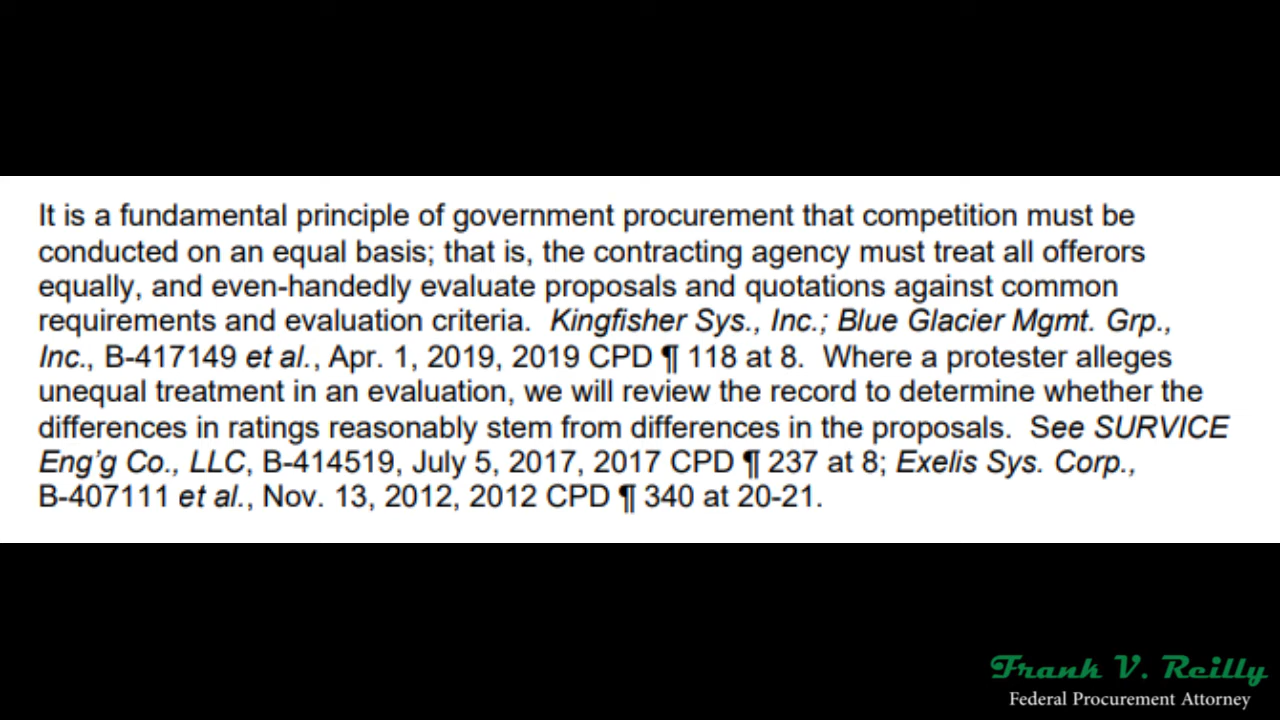 It is a fundamental principle of government procurement that competition must be
conducted on an equal basis; that is, the contracting agency must treat all offerors
equally, and even-handedly evaluate proposals and quotations against common
requirements and evaluation criteria.  Kingfisher Sys., Inc.; Blue Glacier Mgmt. Grp.,
Inc., B-417149 et al., Apr. 1, 2019, 2019 CPD ¶ 118 at 8.  Where a protester alleges
unequal treatment in an evaluation, we will review the record to determine whether the
differences in ratings reasonably stem from differences in the proposals.  See SURVICE
Eng'g Co., LLC, B-414519, July 5, 2017, 2017 CPD ¶ 237 at 8; Exelis Sys. Corp.,
B-407111 et al., Nov. 13, 2012, 2012 CPD ¶ 340 at 20-21.
Frank V. Reilly
Federal Procurement Attorney